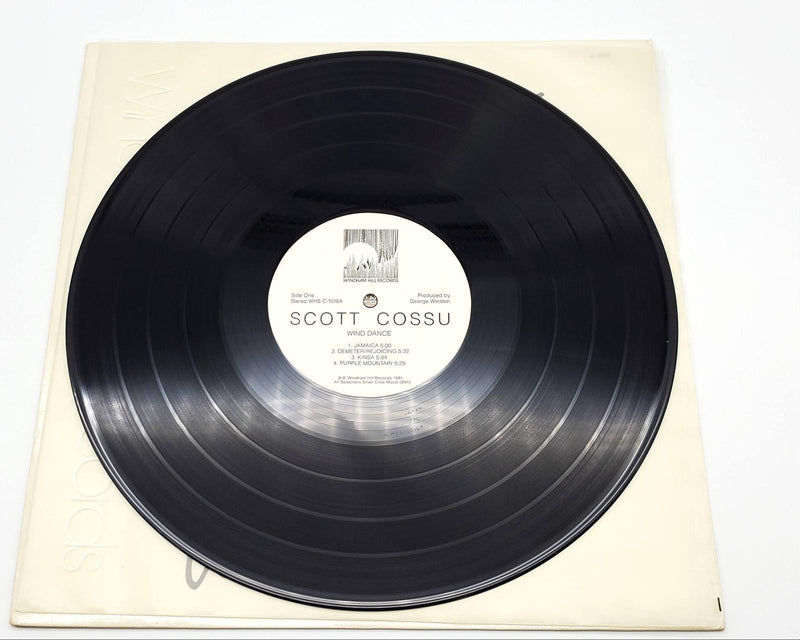 WINDHAM HILL RECORDS
Side One
Stereo WHS C-1016A
Produced by
George Winston
SCOTT COSSU
WIND DANCE
1. JAMAICA 5:00
2. DEMETER/REJOICING 5:32
3. KINSA 5:04
4. PURPLE MOUNTAIN 5:29
℗© Windham Hill Records 1981
All Selections Silver Crow Music (BMI)